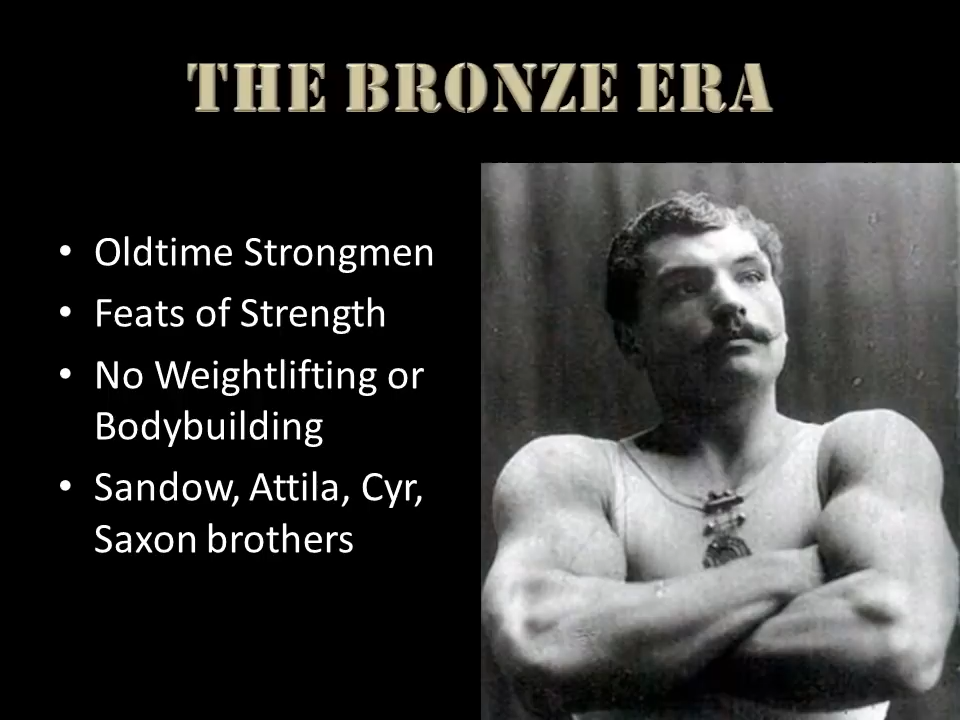 THE BRONZE ERA
• Oldtime Strongmen
• Feats of Strength
• No Weightlifting or
Bodybuilding
• Sandow, Attila, Cyr,
Saxon brothers